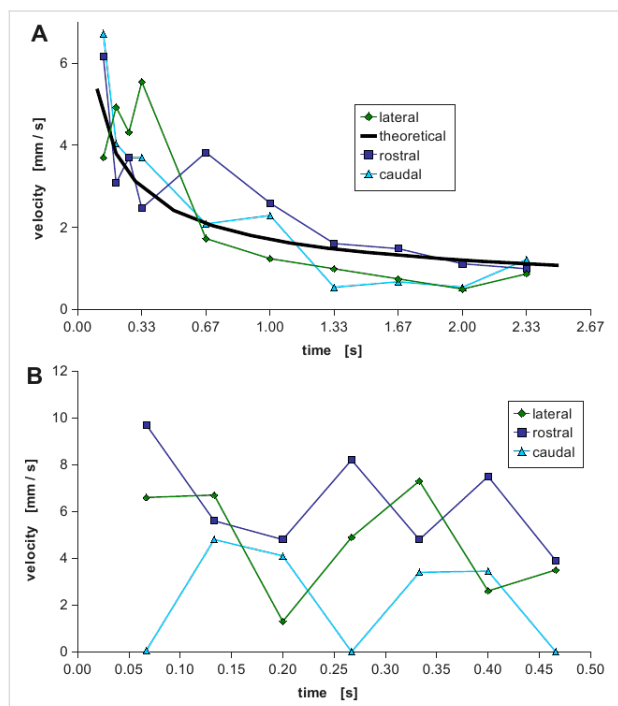 A
6
4
2
0
velocity [mm / s]
lateral
theoretical
rostral
caudal
0.00 0.33 0.67 1.00 1.33 1.67 2.00 2.33 2.67
time [s]
B
12
10
8
6
4
2
0
velocity [mm / s]
lateral
rostral
caudal
0.00 0.05 0.10 0.15 0.20 0.25 0.30 0.35 0.40 0.45 0.50
time [s]